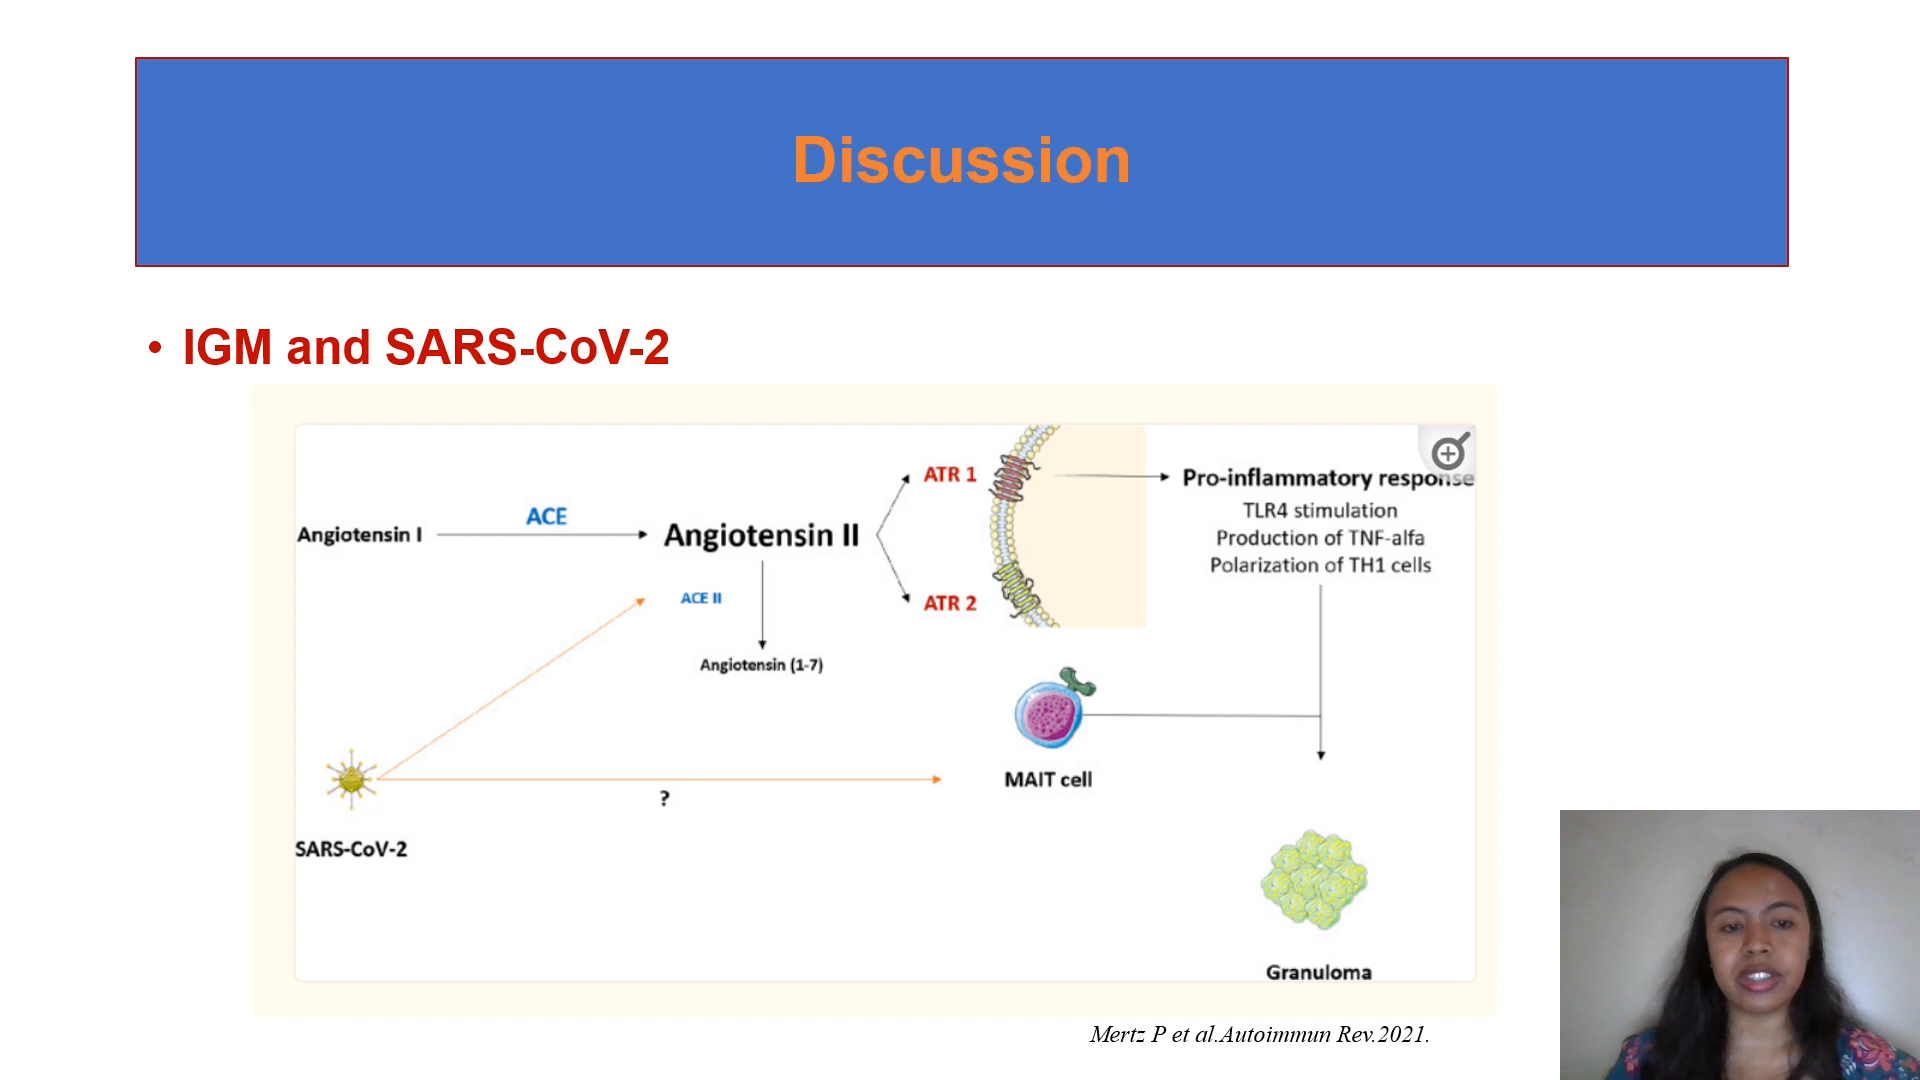 Discussion
• IGM and SARS-CoV-2
ATR 1
Pro-inflammatory response
TLR4 stimulation
Production of TNF-alfa
Polarization of TH1 cells
ACE
Angiotensin I
Angiotensin II
ACE II
ATR 2
Angiotensin (1-7)
MAIT cell
?
SARS-CoV-2
Granuloma
Mertz P et al.Autoimmun Rev.2021.